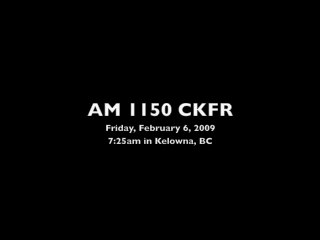 AM 1150 CKFR
Friday, February 6, 2009
7:25am in Kelowna, BC